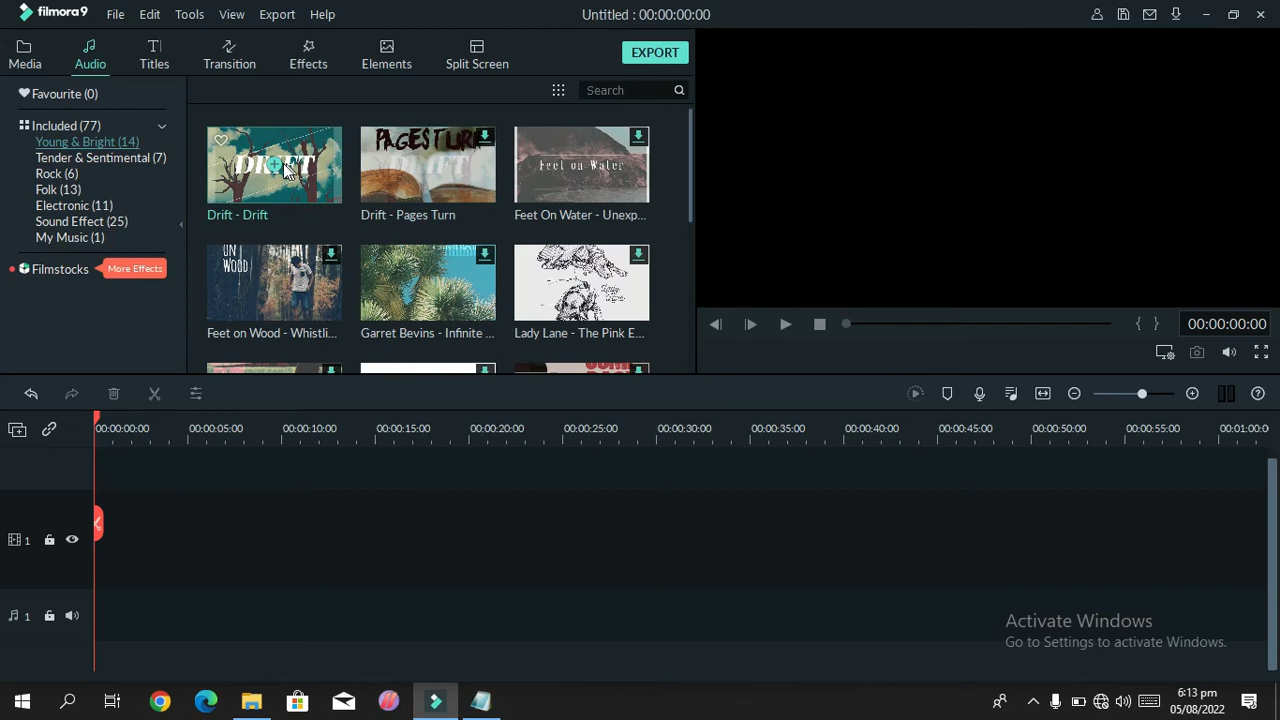 filmora9 File Edit Tools View Export Help Untitled : 00:00:00:00
Media Audio Titles Transition Effects Elements Split Screen EXPORT
Favourite (0)
Search
Included (77)
Young & Bright (14)
Tender & Sentimental (7)
Rock (6)
Folk (13)
Electronic (11)
Sound Effect (25)
My Music (1)
Filmstocks More Effects
DRIFT
PAGES TURN
Feet on Water
Drift - Drift Drift - Pages Turn Feet On Water - Unexp...
ON
WOOD
Feet on Wood - Whistli... Garret Bevins - Infinite ... Lady Lane - The Pink E...
{ } 00:00:00:00
00:00:00:00 00:00:05:00 00:00:10:00 00:00:15:00 00:00:20:00 00:00:25:00 00:00:30:00 00:00:35:00 00:00:40:00 00:00:45:00 00:00:50:00 00:00:55:00 00:01:00:0
1
1
Activate Windows
Go to Settings to activate Windows.
6:13 pm
05/08/2022